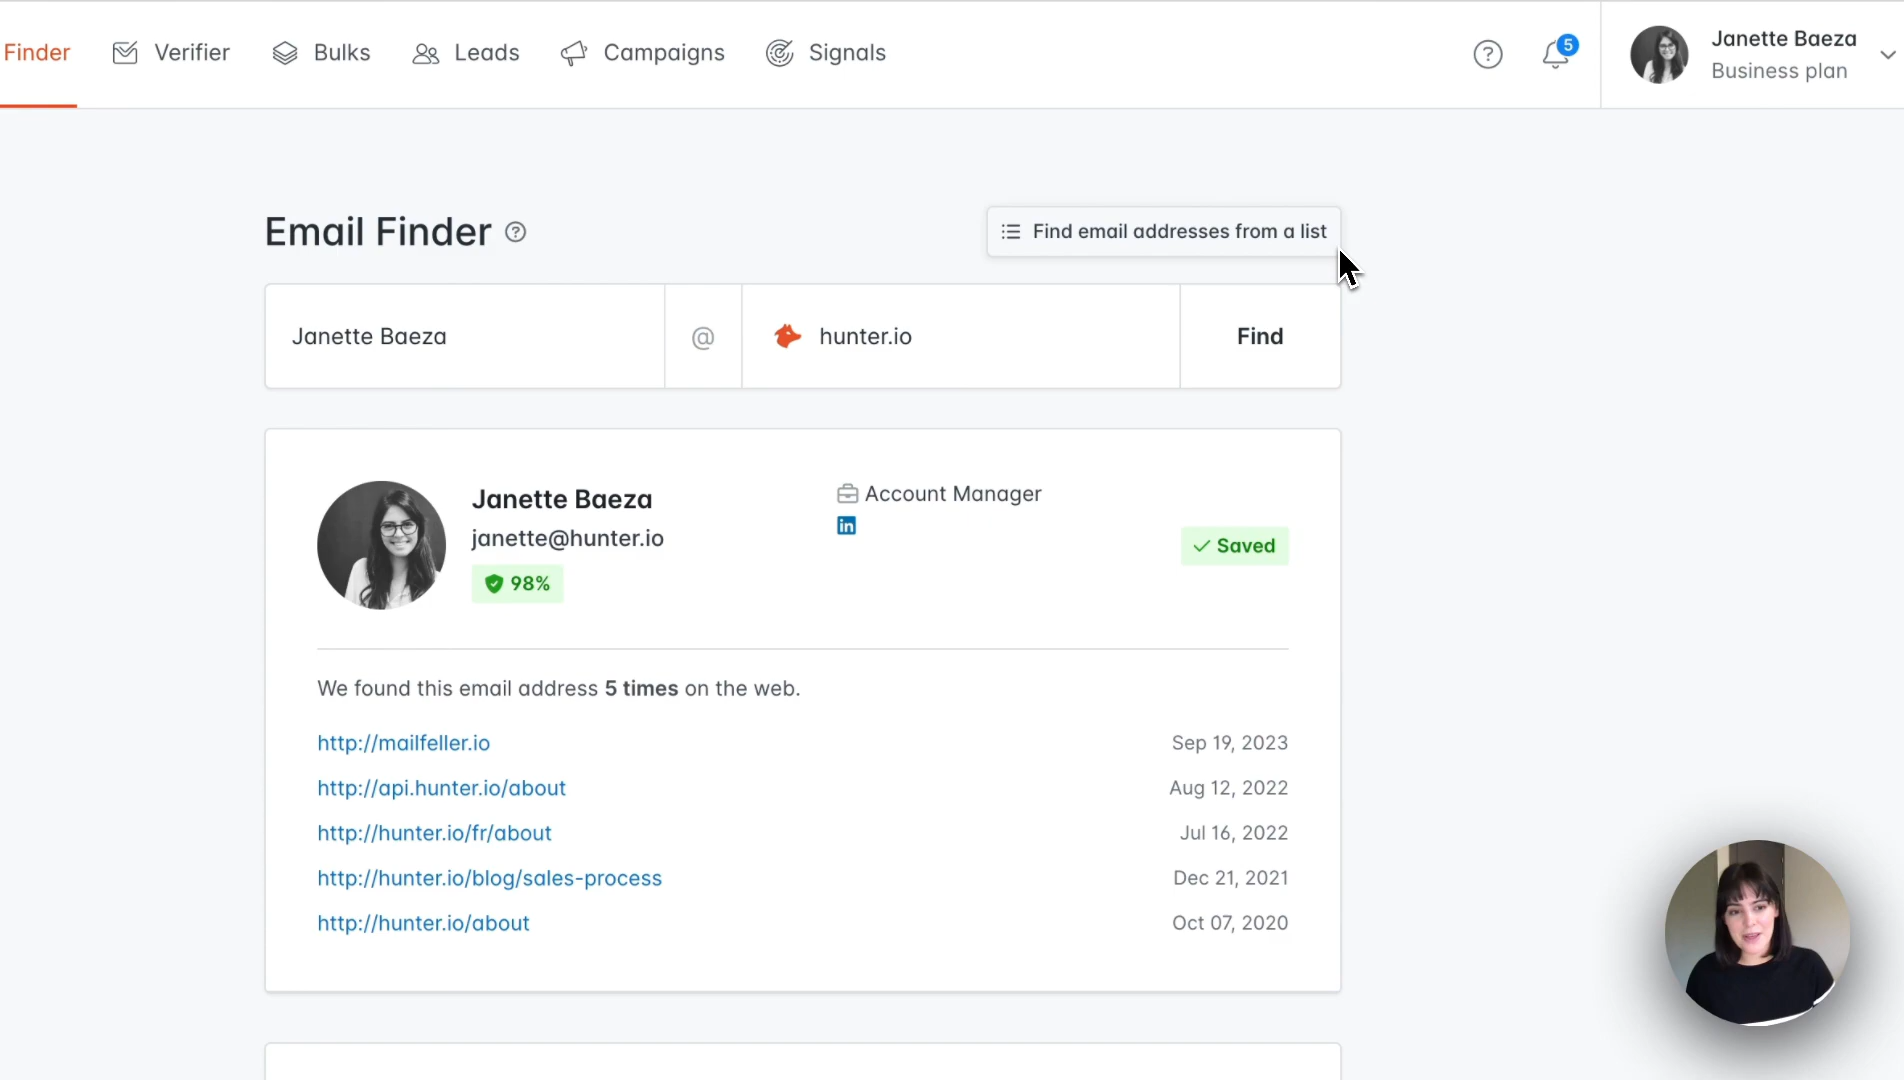 Finder Verifier Bulks Leads Campaigns Signals
5
Janette Baeza
Business plan
Email Finder
Find email addresses from a list
Janette Baeza @ hunter.io Find
Janette Baeza
janette@hunter.io
98%
Account Manager
in
Saved
We found this email address 5 times on the web.
http://mailfeller.io Sep 19, 2023
http://api.hunter.io/about Aug 12, 2022
http://hunter.io/fr/about Jul 16, 2022
http://hunter.io/blog/sales-process Dec 21, 2021
http://hunter.io/about Oct 07, 2020